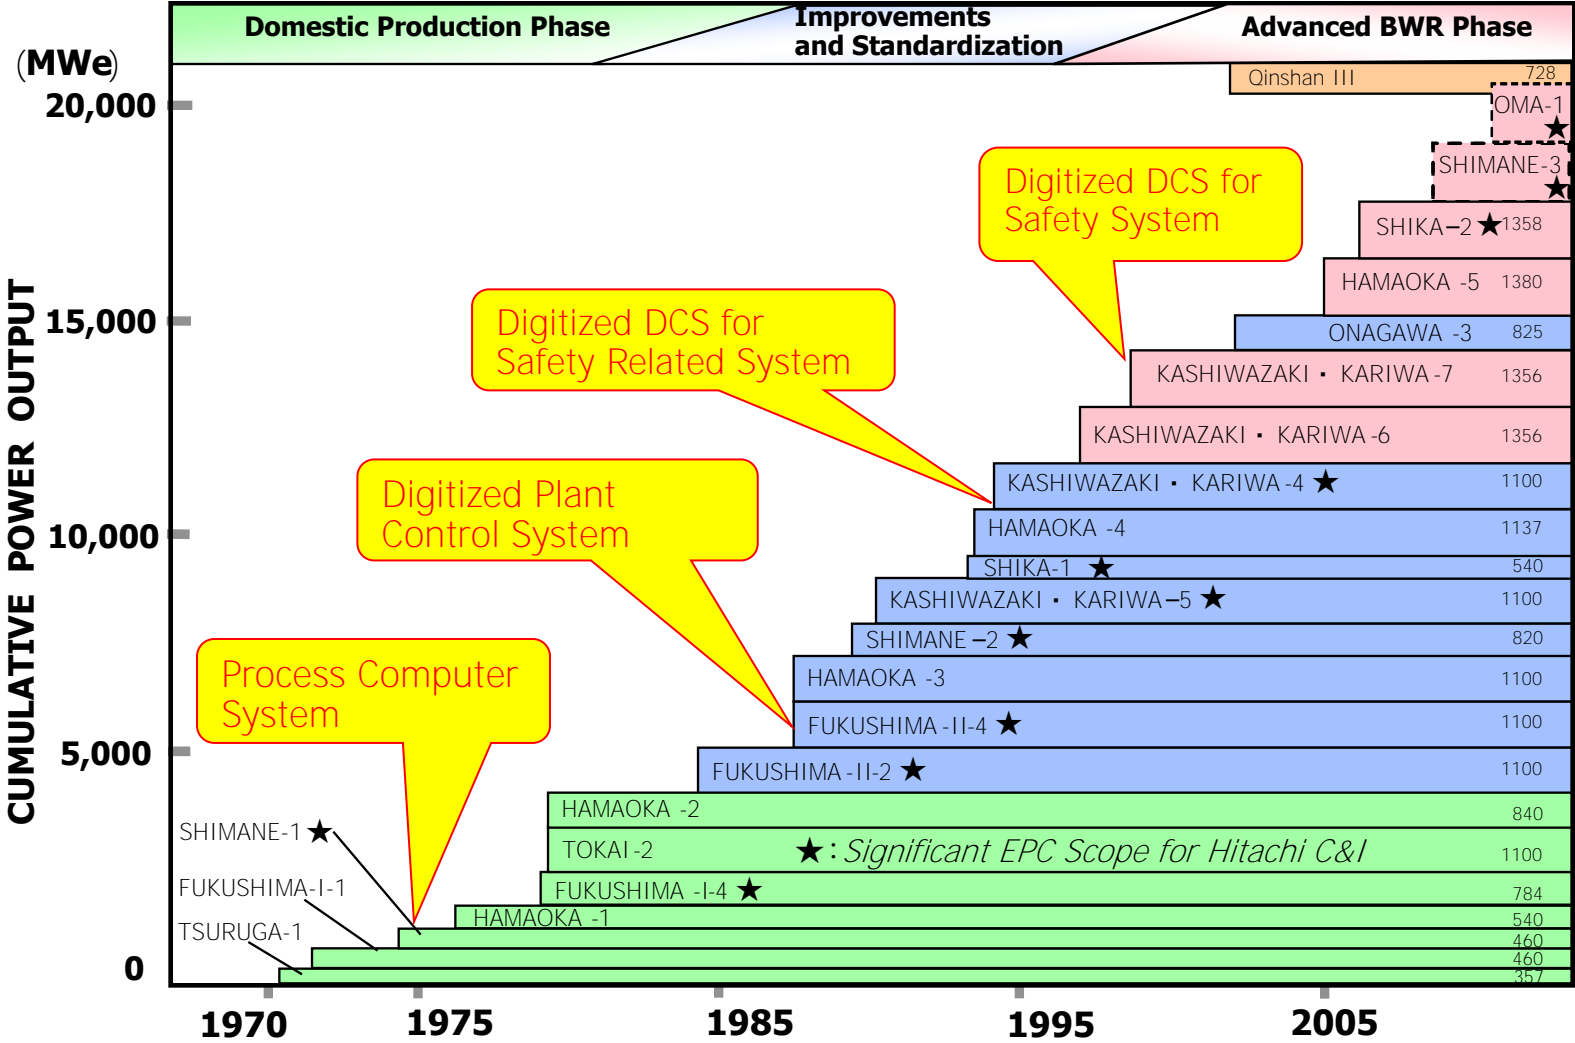 Domestic Production Phase
Improvements
and Standardization
Advanced BWR Phase
(MWe)
20,000
15,000
10,000
5,000
0
CUMULATIVE POWER OUTPUT
Qinshan III 728
OMA-1 ★
SHIMANE-3 ★
SHIKA−2 ★ 1358
HAMAOKA -5 1380
ONAGAWA -3 825
KASHIWAZAKI・KARIWA-7 1356
KASHIWAZAKI・KARIWA-6 1356
KASHIWAZAKI・KARIWA-4 ★ 1100
HAMAOKA -4 1137
SHIKA-1 ★ 540
KASHIWAZAKI・KARIWA−5 ★ 1100
SHIMANE−2 ★ 820
HAMAOKA -3 1100
FUKUSHIMA-II-4 ★ 1100
FUKUSHIMA-II-2 ★ 1100
HAMAOKA -2 840
TOKAI-2 1100
FUKUSHIMA -I-4 ★ 784
HAMAOKA -1 540
SHIMANE-1 ★ 460
FUKUSHIMA-I-1 460
TSURUGA-1 357
Digitized DCS for
Safety System
Digitized DCS for
Safety Related System
Digitized Plant
Control System
Process Computer
System
★: Significant EPC Scope for Hitachi C&I
1970 1975 1985 1995 2005